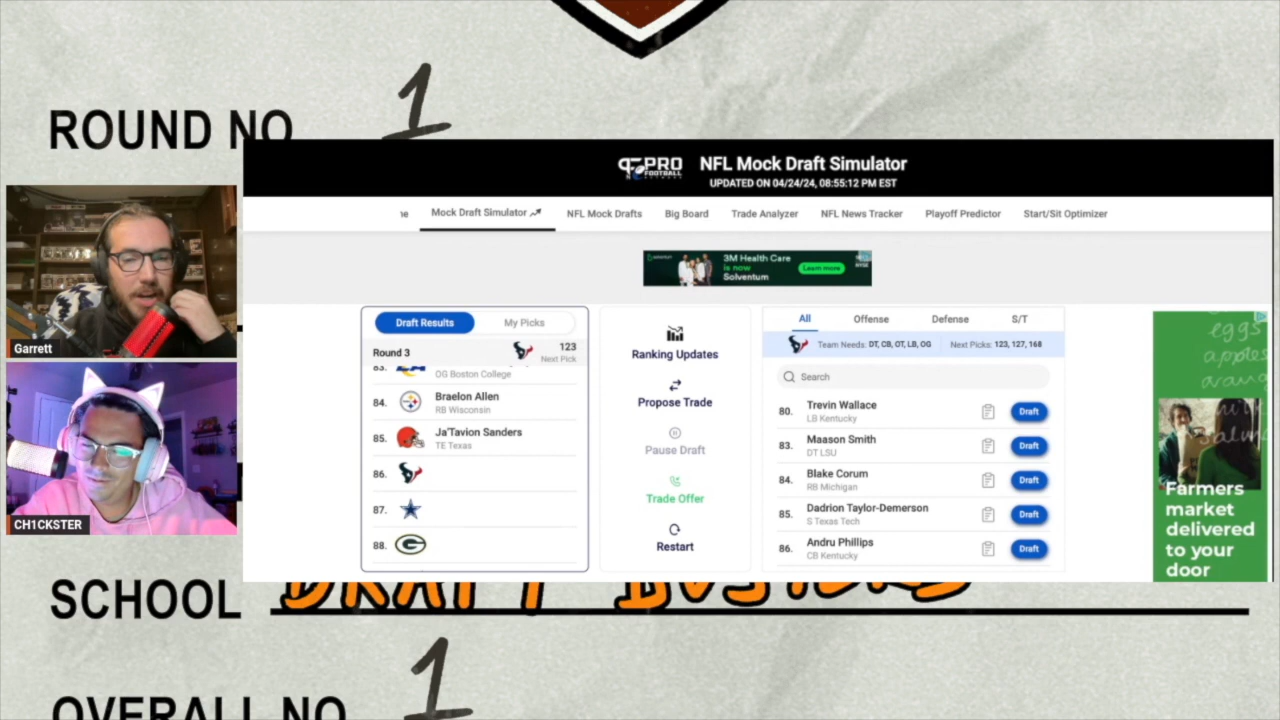 ROUND NO 1
PRO
FOOTBALL
NETWORK
NFL Mock Draft Simulator
UPDATED ON 04/24/24, 08:55:12 PM EST
Mock Draft Simulator
NFL Mock Drafts
Big Board
Trade Analyzer
NFL News Tracker
Playoff Predictor
Start/Sit Optimizer
3M Health Care
is now
Solventum
Learn more
Garrett
CH1CKSTER
Draft Results
My Picks
Round 3
123
Next Pick
83.
OG Boston College
84.
Braelon Allen
RB Wisconsin
85.
Ja'Tavion Sanders
TE Texas
86.
87.
88.
Ranking Updates
Propose Trade
Pause Draft
Trade Offer
Restart
All
Offense
Defense
S/T
Team Needs: DT, CB, OT, LB, OG
Next Picks: 123, 127, 168
Search
80.
Trevin Wallace
LB Kentucky
Draft
83.
Maason Smith
DT LSU
Draft
84.
Blake Corum
RB Michigan
Draft
85.
Dadrion Taylor-Demerson
S Texas Tech
Draft
86.
Andru Phillips
CB Kentucky
Draft
eggs
Farmers
market
delivered
to your
door
SCHOOL DRAFT BUSTERS
OVERALL NO 1